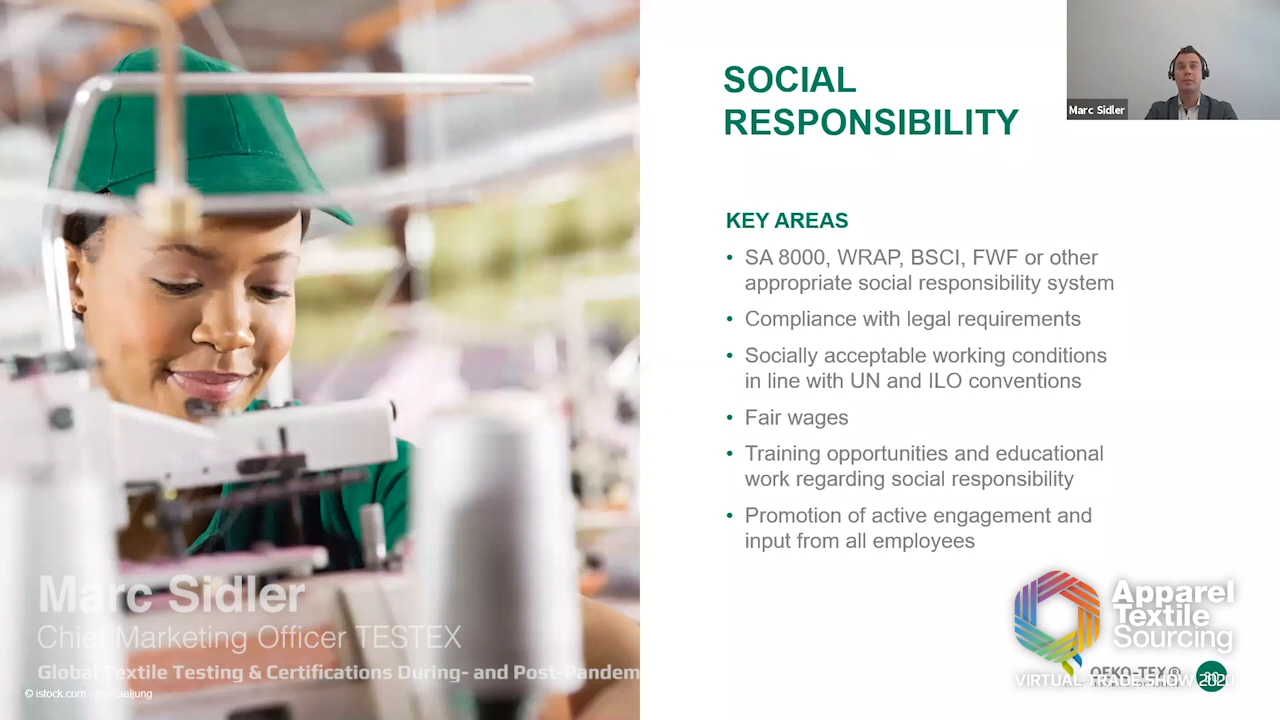 SOCIAL
RESPONSIBILITY
Marc Sidler
KEY AREAS
• SA 8000, WRAP, BSCI, FWF or other
appropriate social responsibility system
• Compliance with legal requirements
• Socially acceptable working conditions
in line with UN and ILO conventions
• Fair wages
• Training opportunities and educational
work regarding social responsibility
• Promotion of active engagement and
input from all employees
Marc Sidler
Chief Marketing Officer TESTEX
Global Textile Testing & Certifications During- and Post-Pandem
© istock.com
Apparel
Textile
Sourcing
OEKO-TEX®
VIRTUAL TRADE SHOW 2020